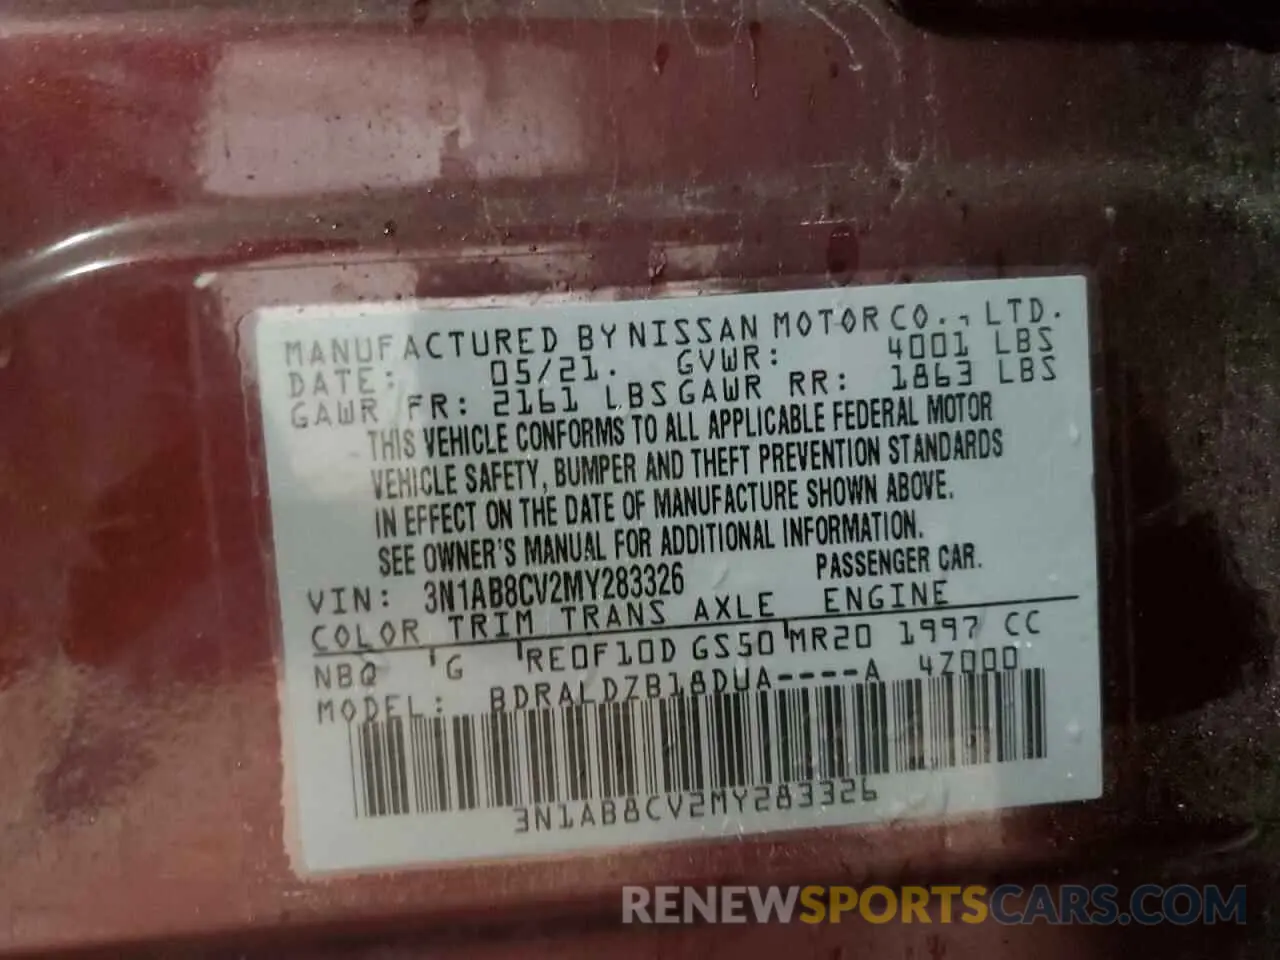 MANUFACTURED BY NISSAN MOTOR CO., LTD.
DATE: 05/21. GVWR: 4001 LBS
GAWR FR: 2161 LBS GAWR RR: 1863 LBS
THIS VEHICLE CONFORMS TO ALL APPLICABLE FEDERAL MOTOR
VEHICLE SAFETY, BUMPER AND THEFT PREVENTION STANDARDS
IN EFFECT ON THE DATE OF MANUFACTURE SHOWN ABOVE.
SEE OWNER'S MANUAL FOR ADDITIONAL INFORMATION.
VIN: 3N1AB8CV2MY283326 PASSENGER CAR.
COLOR TRIM TRANS AXLE ENGINE
NBQ G RE0F10D GS50 MR20 1997 CC
MODEL: BDRALDZB18DUA----A 4Z000
3N1AB8CV2MY283326
RENEWSPORTSCARS.COM